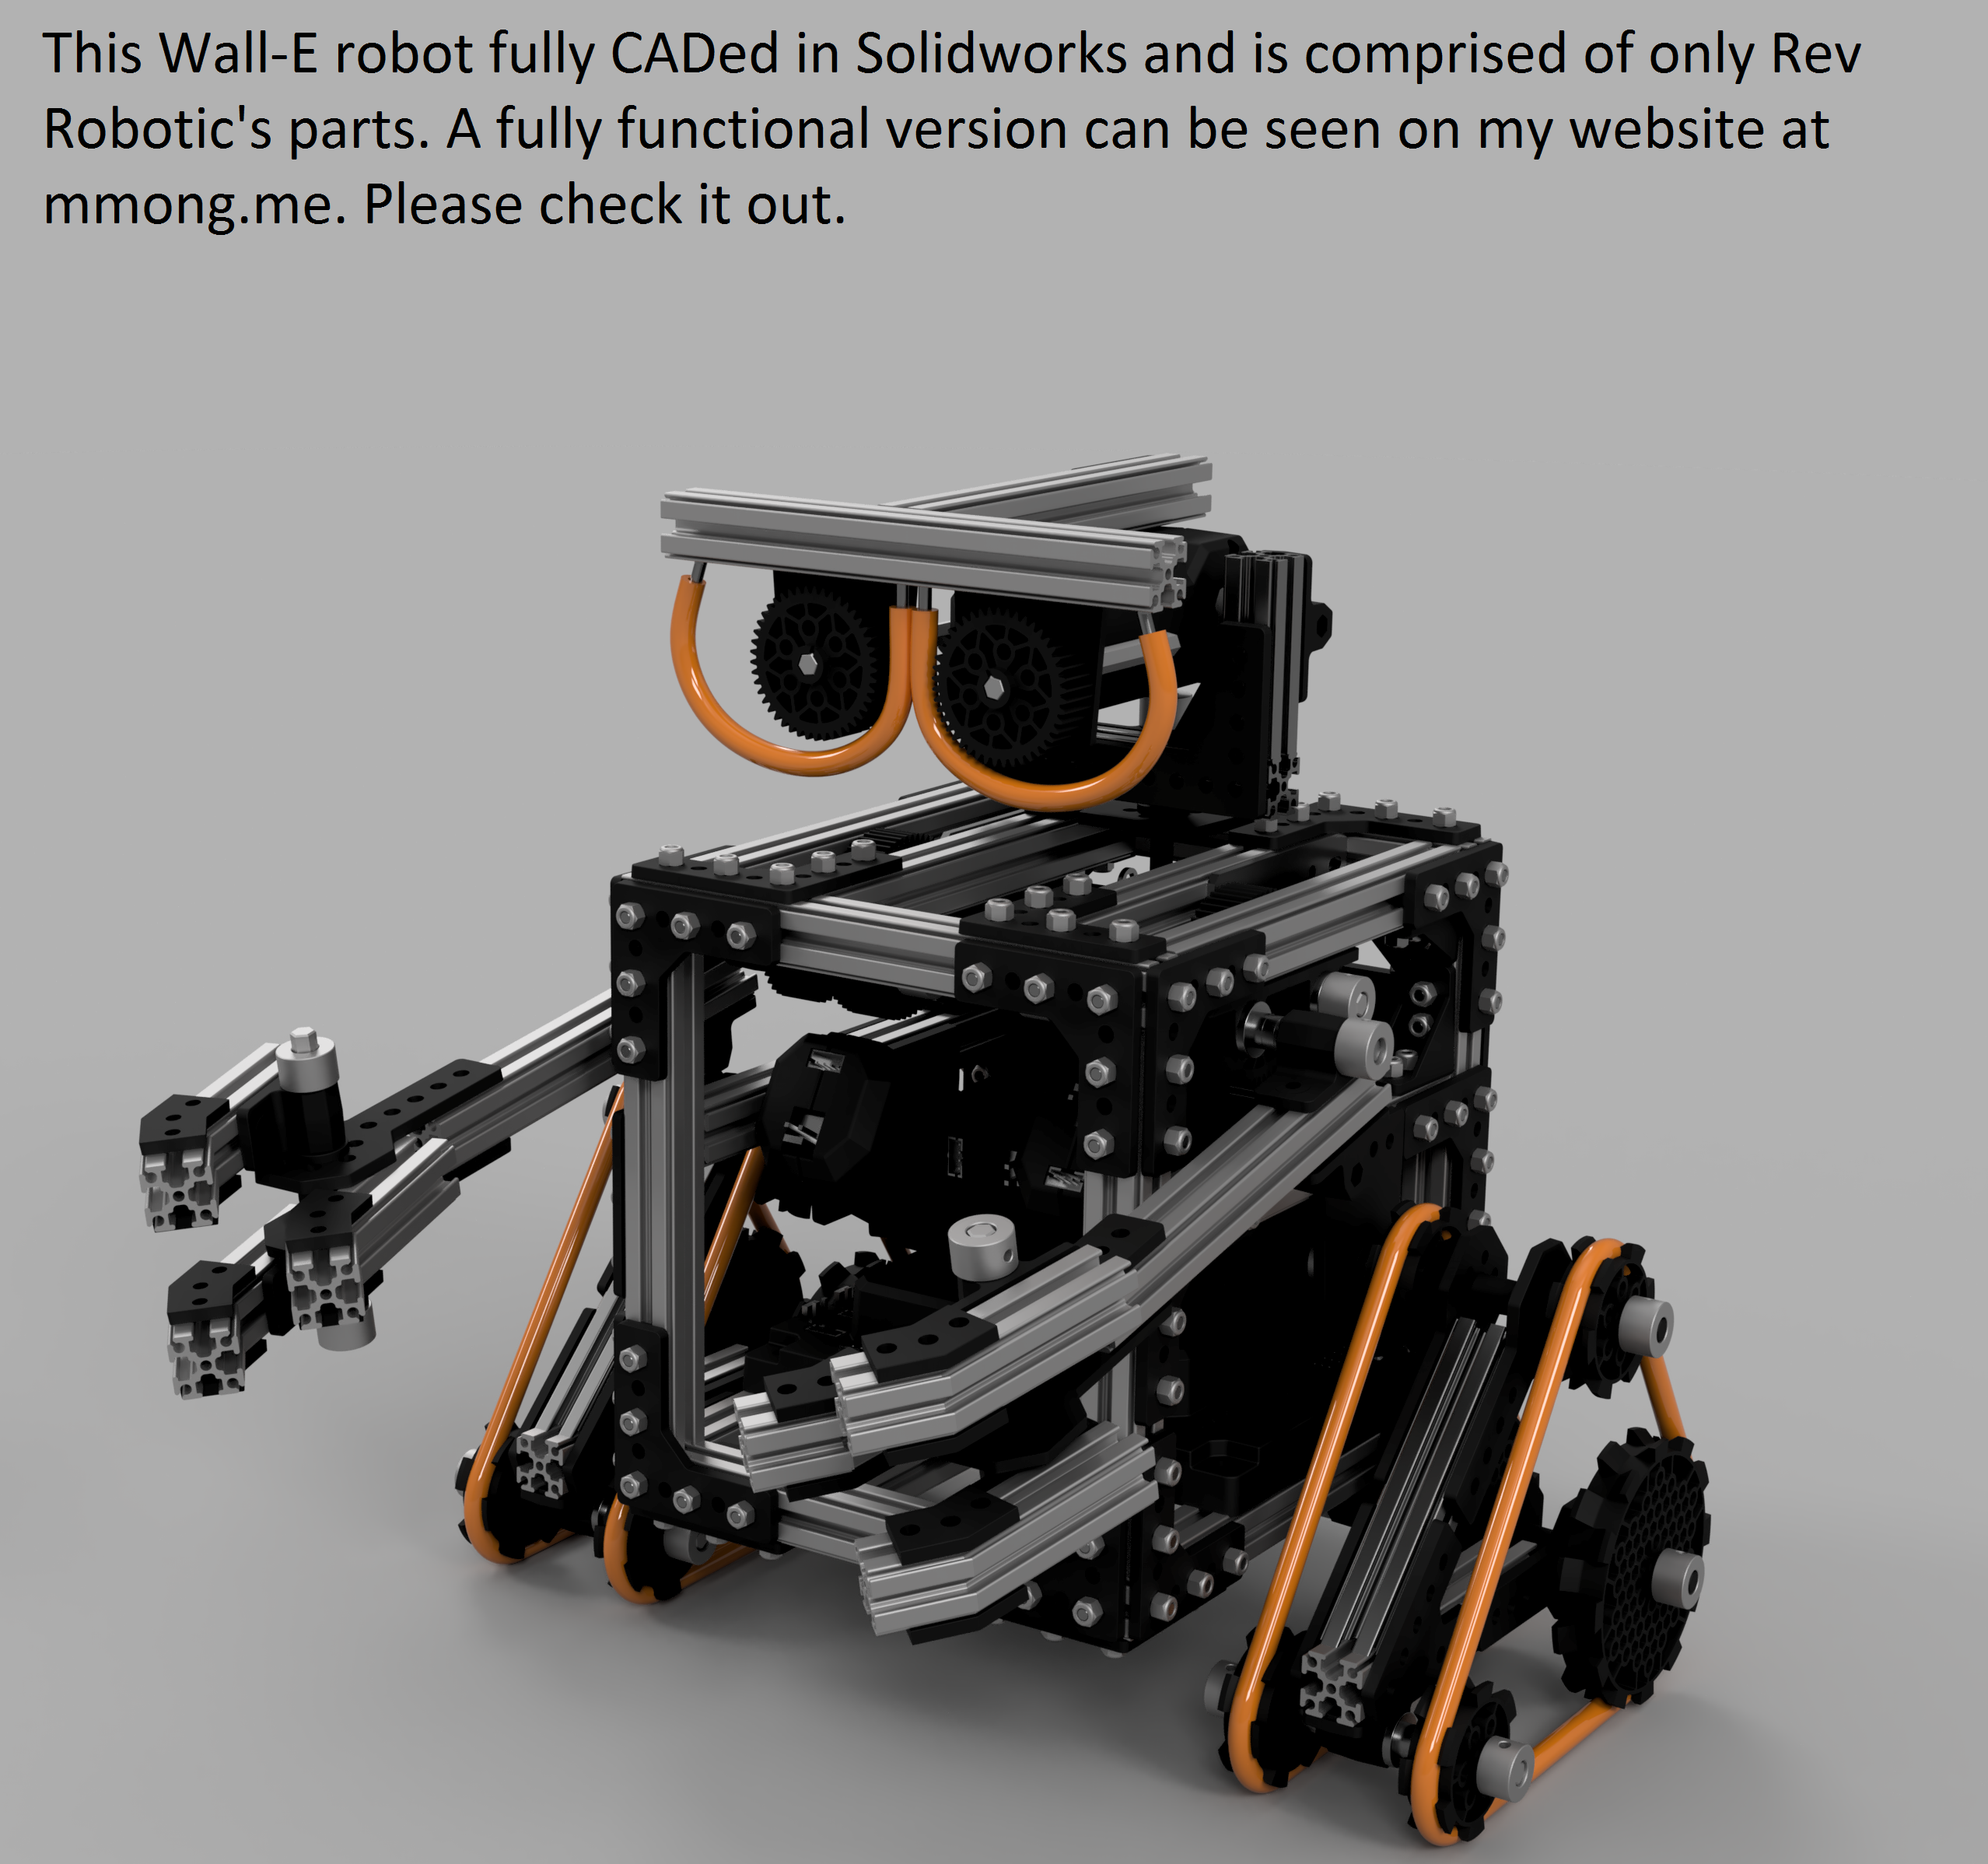 This Wall-E robot fully CADed in Solidworks and is comprised of only Rev
Robotic's parts. A fully functional version can be seen on my website at
mmong.me. Please check it out.